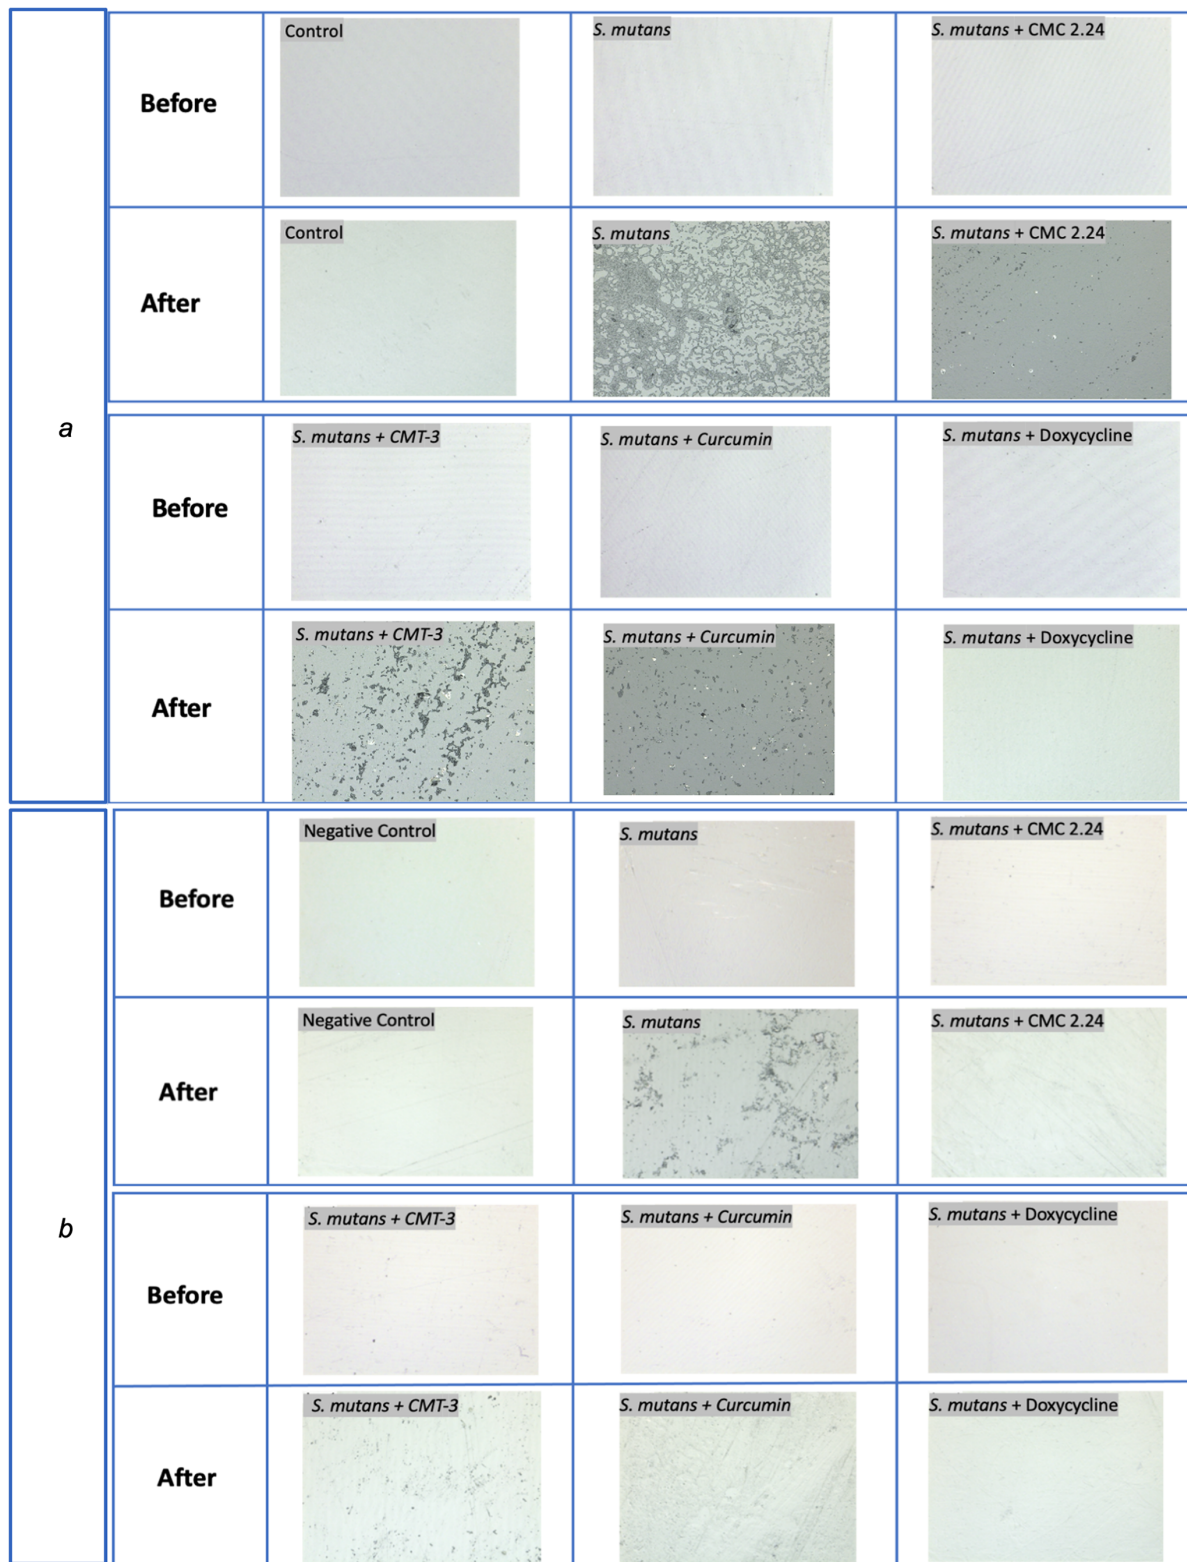 a
Before
Control
S. mutans
S. mutans + CMC 2.24
After
Control
S. mutans
S. mutans + CMC 2.24
Before
S. mutans + CMT-3
S. mutans + Curcumin
S. mutans + Doxycycline
After
S. mutans + CMT-3
S. mutans + Curcumin
S. mutans + Doxycycline
b
Before
Negative Control
S. mutans
S. mutans + CMC 2.24
After
Negative Control
S. mutans
S. mutans + CMC 2.24
Before
S. mutans + CMT-3
S. mutans + Curcumin
S. mutans + Doxycycline
After
S. mutans + CMT-3
S. mutans + Curcumin
S. mutans + Doxycycline